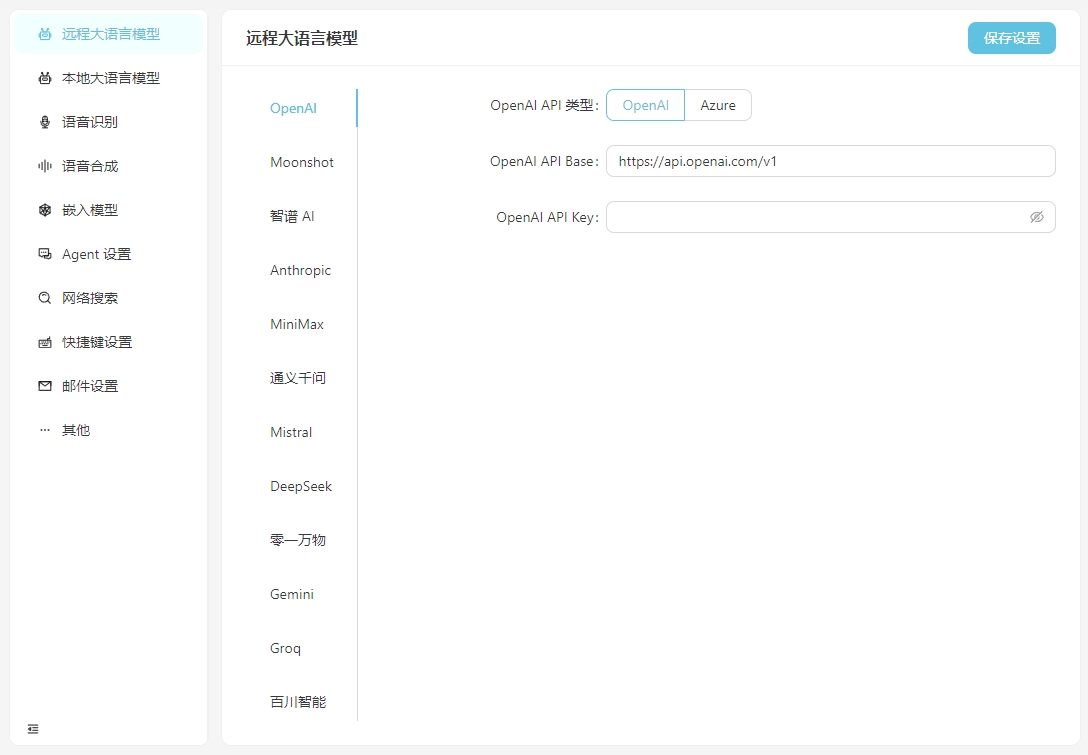 远程大语言模型
本地大语言模型
语音识别
语音合成
嵌入模型
Agent 设置
网络搜索
快捷键设置
邮件设置
其他
远程大语言模型
保存设置
OpenAI
Moonshot
智谱 AI
Anthropic
MiniMax
通义千问
Mistral
DeepSeek
零一万物
Gemini
Groq
百川智能
OpenAI API 类型: OpenAI Azure
OpenAI API Base: https://api.openai.com/v1
OpenAI API Key: